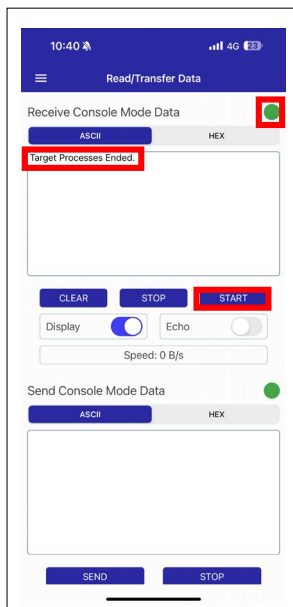 10:40 4G 23
Read/Transfer Data
Receive Console Mode Data
ASCII HEX
Target Processes Ended.
CLEAR STOP START
Display Echo
Speed: 0 B/s
Send Console Mode Data
ASCII HEX
SEND STOP